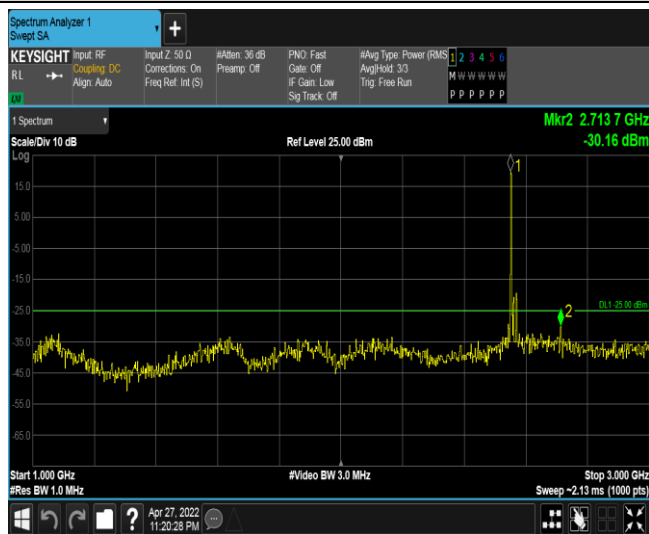 Spectrum Analyzer 1
Swept SA
+
KEYSIGHT Input: RF Input Z: 50 Ω #Atten: 36 dB PNO: Fast #Avg Type: Power (RMS 1 2 3 4 5 6
RL Coupling: DC Corrections: On Preamp: Off Gate: Off Avg|Hold: 3/3 M W W W W W
Align: Auto Freq Ref: Int (S) IF Gain: Low Trig: Free Run
Sig Track: Off P P P P P P
1 Spectrum Mkr2 2.713 7 GHz
Scale/Div 10 dB Ref Level 25.00 dBm -30.16 dBm
Log
1
15.0
5.00
-5.00
-15.0
-25.0 2 DL1 -25.00 dBm
-35.0
-45.0
-55.0
-65.0
Start 1.000 GHz #Video BW 3.0 MHz Stop 3.000 GHz
#Res BW 1.0 MHz Sweep ~2.13 ms (1000 pts)
? Apr 27, 2022
11:20:28 PM